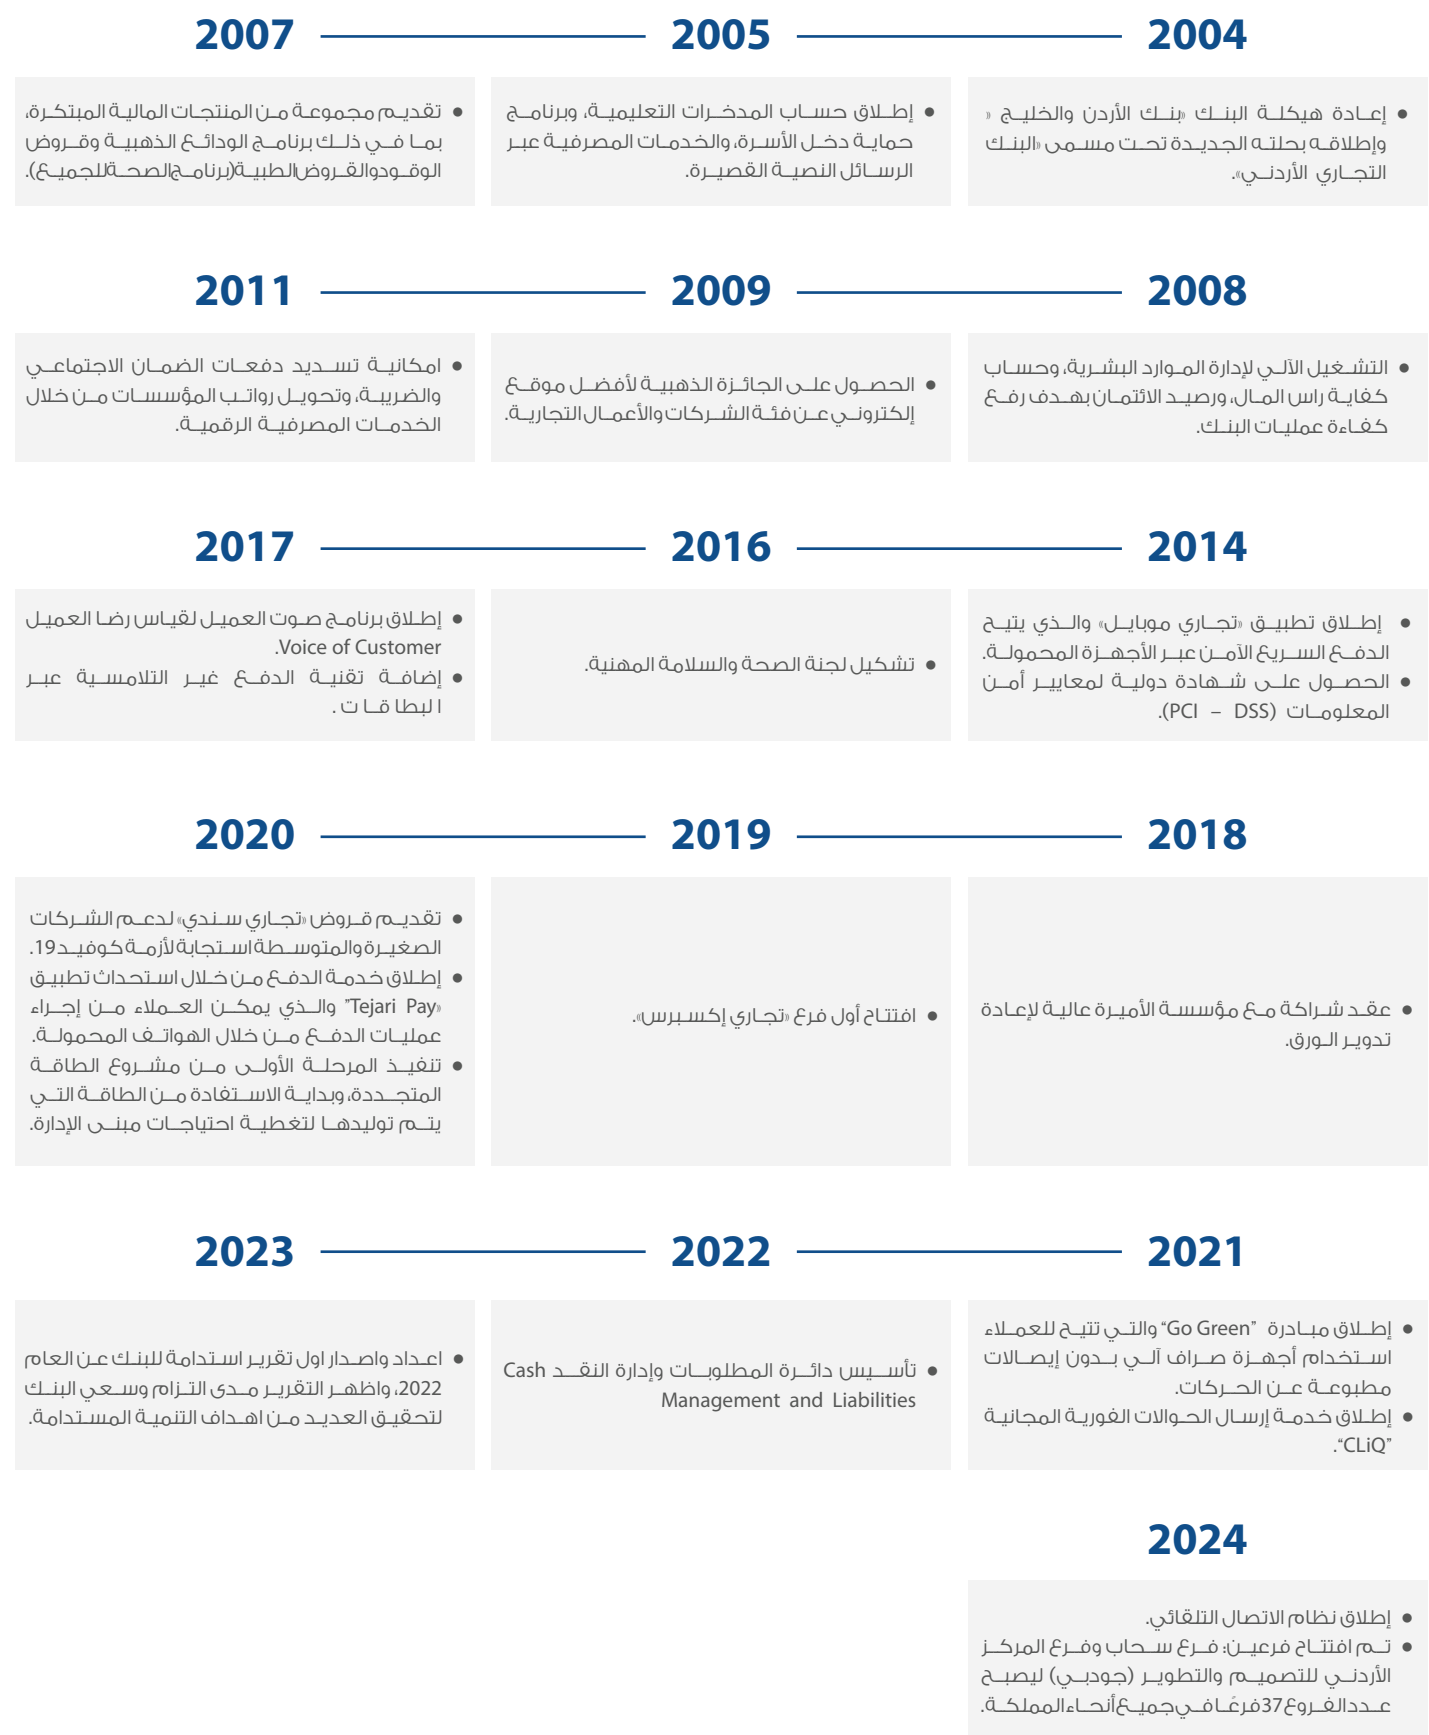 2004
إعادة هيكلة البنك «بنك الأردن والخليج «
وإطلاقه بحلته الجديدة تحت مسمى «البنك
التجاري الأردني».
2005
إطلاق حساب المدخرات التعليمية، وبرنامج
حماية دخل الأسرة، والخدمات المصرفية عبر
الرسائل النصية القصيرة.
2007
تقديم مجموعة من المنتجات المالية المبتكرة،
بما في ذلك برنامج الودائع الذهبية وقروض
الوقودوالقروض الطبية(برنامج الصحة للجميع).
2008
التشغيل الآلي لإدارة الموارد البشرية، وحساب
كفاية راس المال، ورصيد الائتمان بهدف رفع
كفاءة عمليات البنك.
2009
الحصول على الجائزة الذهبية لأفضل موقع
إلكتروني عن فئة الشركات والأعمال التجارية.
2011
امكانية تسديد دفعات الضمان الاجتماعي
والضريبة، وتحويل رواتب المؤسسات من خلال
الخدمات المصرفية الرقمية.
2014
إطلاق تطبيق «تجاري موبايل» والذي يتيح
الدفع السريع الآمن عبر الأجهزة المحمولة.
الحصول على شهادة دولية لمعايير أمن
المعلومات (PCI – DSS).
2016
تشكيل لجنة الصحة والسلامة المهنية.
2017
إطلاق برنامج صوت العميل لقياس رضا العميل
Voice of Customer.
إضافة تقنية الدفع غير التلامسية عبر
البطاقات.
2018
عقد شراكة مع مؤسسة الأميرة عالية لإعادة
تدوير الورق.
2019
افتتاح أول فرع «تجاري إكسبرس».
2020
تقديم قروض «تجاري سندي» لدعم الشركات
الصغيرة والمتوسطة استجابة لأزمة كوفيد 19.
إطلاق خدمة الدفع من خلال استحداث تطبيق
«Tejari Pay" والذي يمكن العملاء من إجراء
عمليات الدفع من خلال الهواتف المحمولة.
تنفيذ المرحلة الأولى من مشروع الطاقة
المتجددة، وبداية الاستفادة من الطاقة التي
يتم توليدها لتغطية احتياجات مبنى الإدارة.
2021
إطلاق مبادرة "Go Green" والتي تتيح للعملاء
استخدام أجهزة صراف آلي بدون إيصالات
مطبوعة عن الحركات.
إطلاق خدمة إرسال الحوالات الفورية المجانية
"CLiQ".
2022
تأسيس دائرة المطلوبات وإدارة النقد Cash
Management and Liabilities
2023
اعداد واصدار اول تقرير استدامة للبنك عن العام
2022، واظهر التقرير مدى التزام وسعي البنك
لتحقيق العديد من اهداف التنمية المستدامة.
2024
إطلاق نظام الاتصال التلقائي.
تم افتتاح فرعين: فرع سحاب وفرع المركز
الأردني للتصميم والتطوير (جودبي) ليصبح
عدد الفروع 37 فرعًا في جميع أنحاء المملكة.